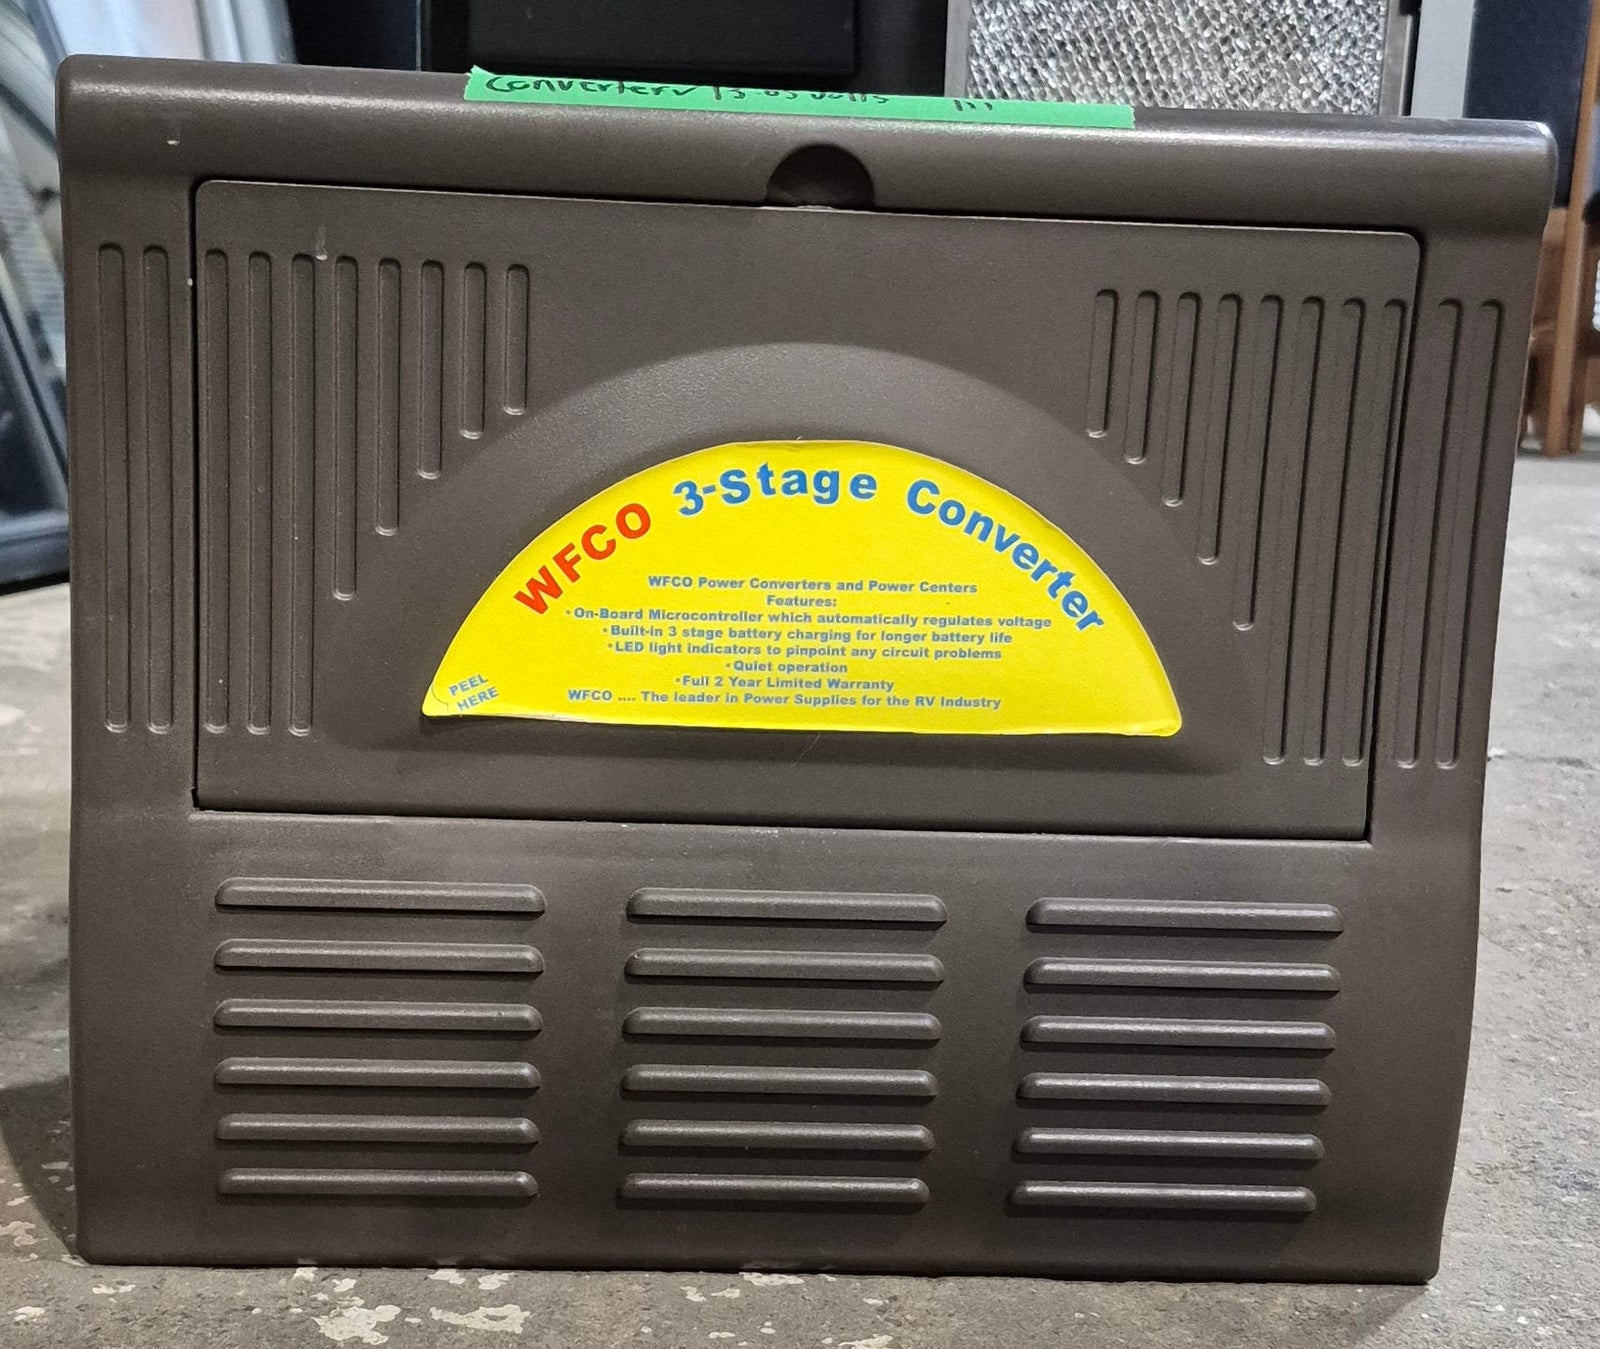 Converter
WFCO 3-Stage Converter
WFCO Power Converters and Power Centers
Features:
•On-Board Microcontroller which automatically regulates voltage
•Built-in 3 stage battery charging for longer battery life
•LED light indicators to pinpoint any circuit problems
•Quiet operation
•Full 2 Year Limited Warranty
WFCO .... The leader in Power Supplies for the RV Industry
PEEL
HERE